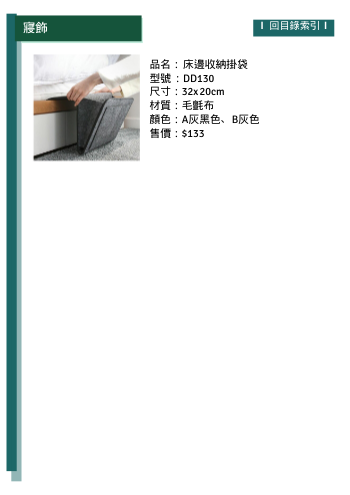 寢飾
I 回目錄索引 I
品名：床邊收納掛袋
型號：DD130
尺寸：32x20cm
材質：毛氈布
顏色：A灰黑色、B灰色
售價：$133